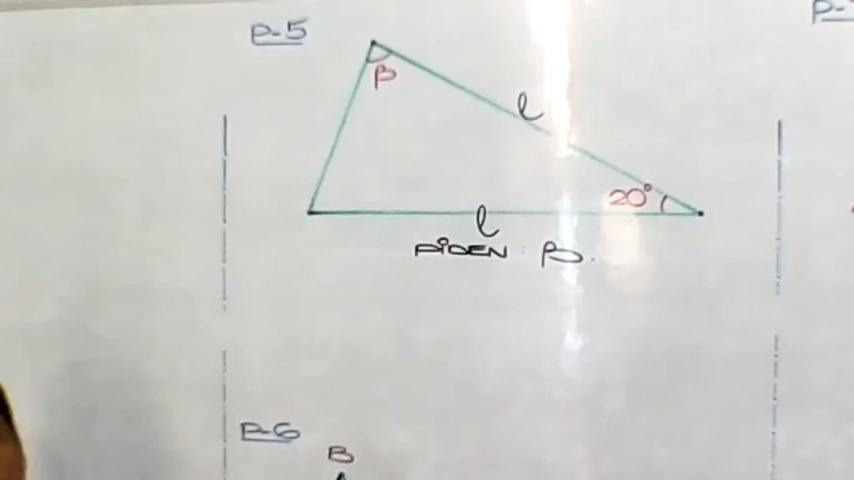 P-5
β
l
20°
l
PiDEN : β.
P-6
B